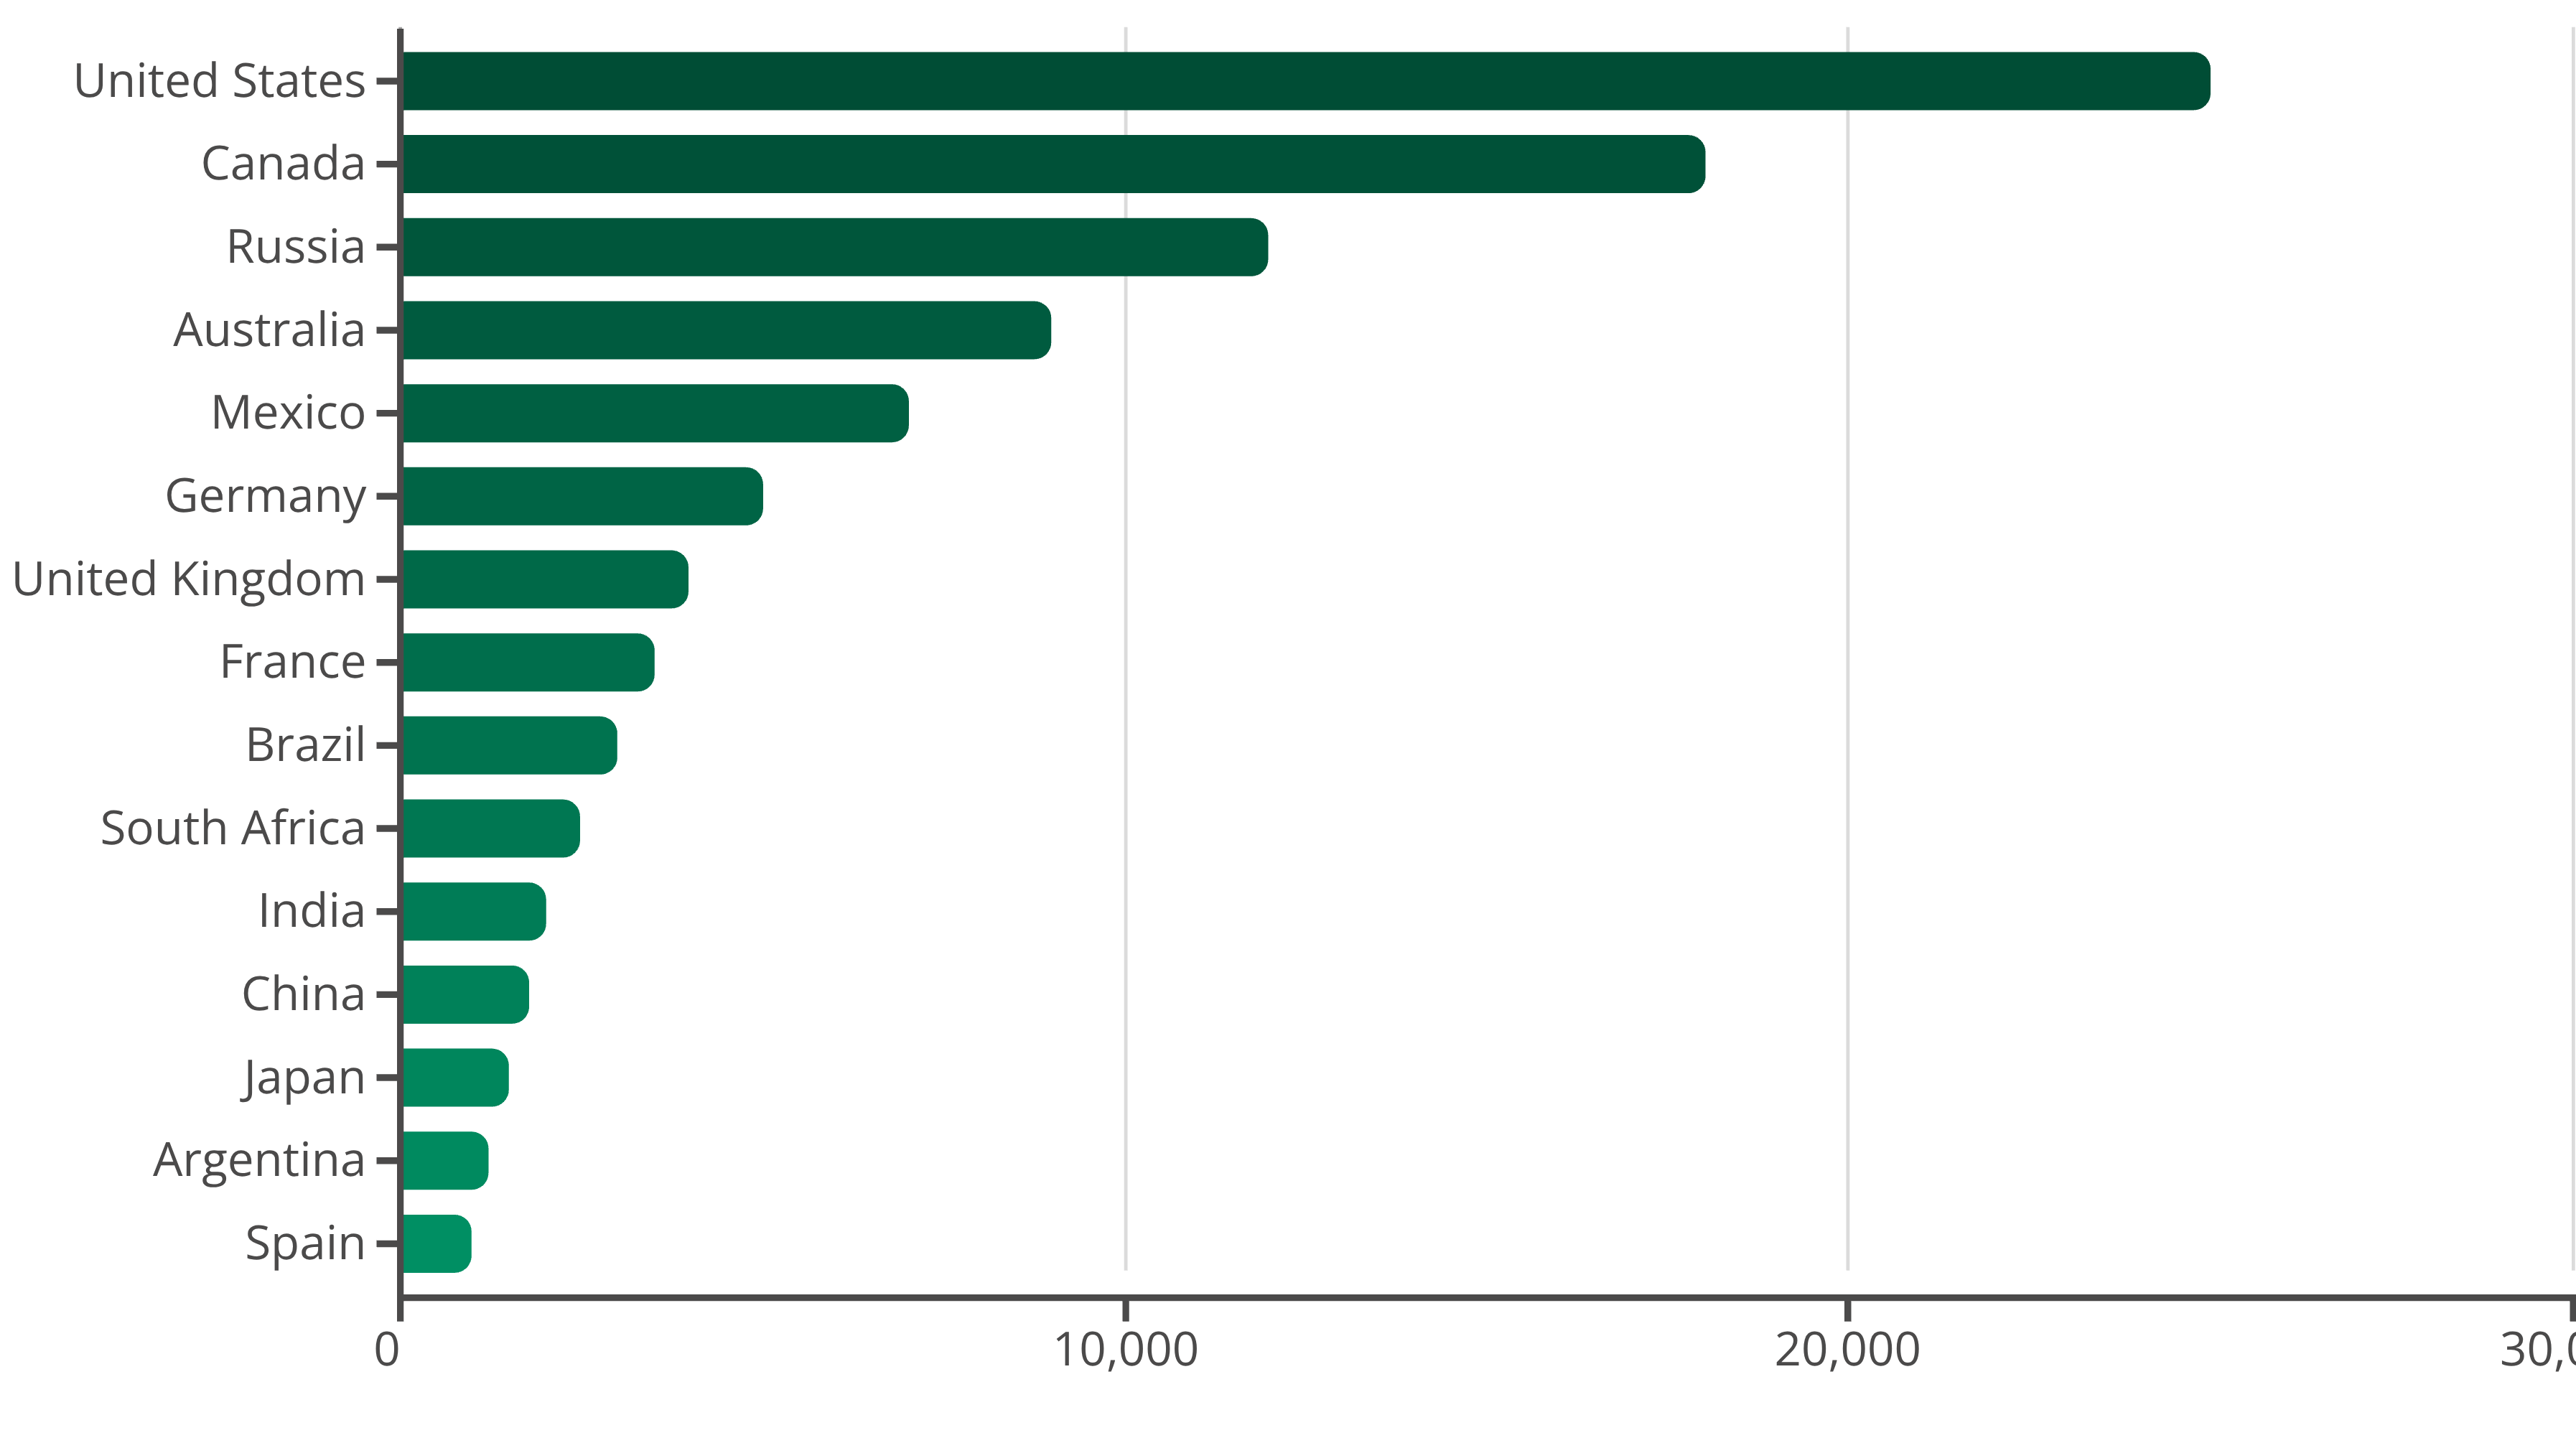 United States
Canada
Russia
Australia
Mexico
Germany
United Kingdom
France
Brazil
South Africa
India
China
Japan
Argentina
Spain
0 10,000 20,000